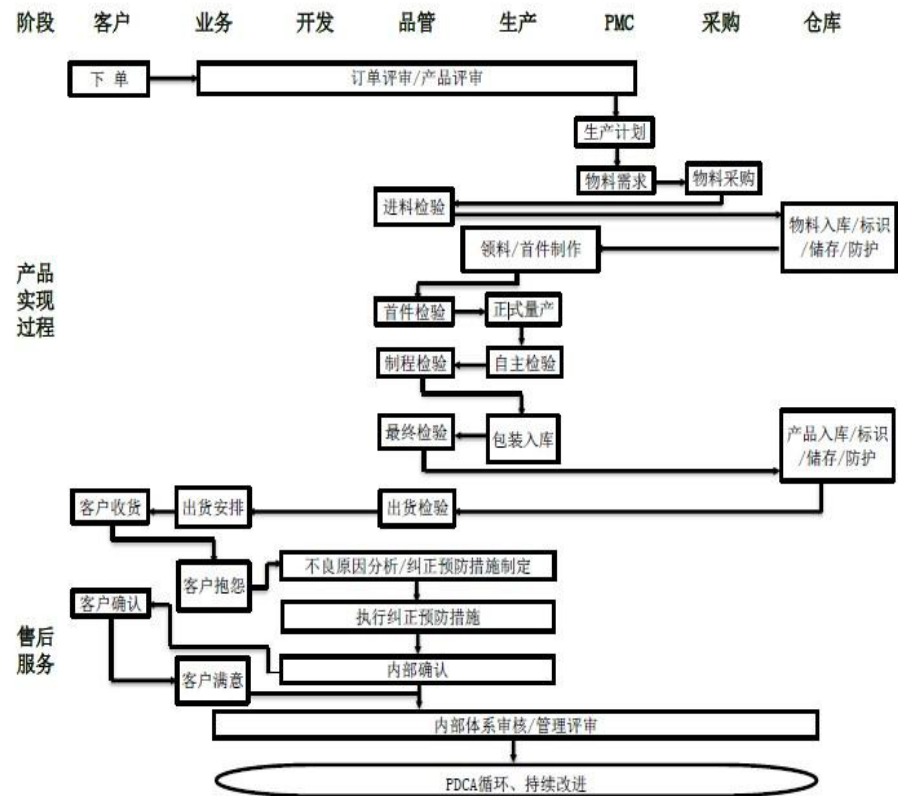 阶段 客户 业务 开发 品管 生产 PMC 采购 仓库
下 单
订单评审/产品评审
生产计划
物料需求
物料采购
进料检验
物料入库/标识
/储存/防护
领料/首件制作
产品
实现
过程
首件检验
正式量产
制程检验
自主检验
最终检验
包装入库
产品入库/标识
/储存/防护
客户收货
出货安排
出货检验
客户抱怨
不良原因分析/纠正预防措施制定
客户确认
执行纠正预防措施
售后
服务
客户满意
内部确认
内部体系审核/管理评审
PDCA循环、持续改进